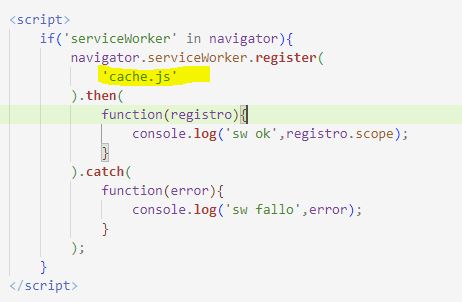 <script>
if('serviceWorker' in navigator){
navigator.serviceWorker.register(
'cache.js'
).then(
function(registro){
console.log('sw ok',registro.scope);
}
).catch(
function(error){
console.log('sw fallo',error);
}
);
}
</script>